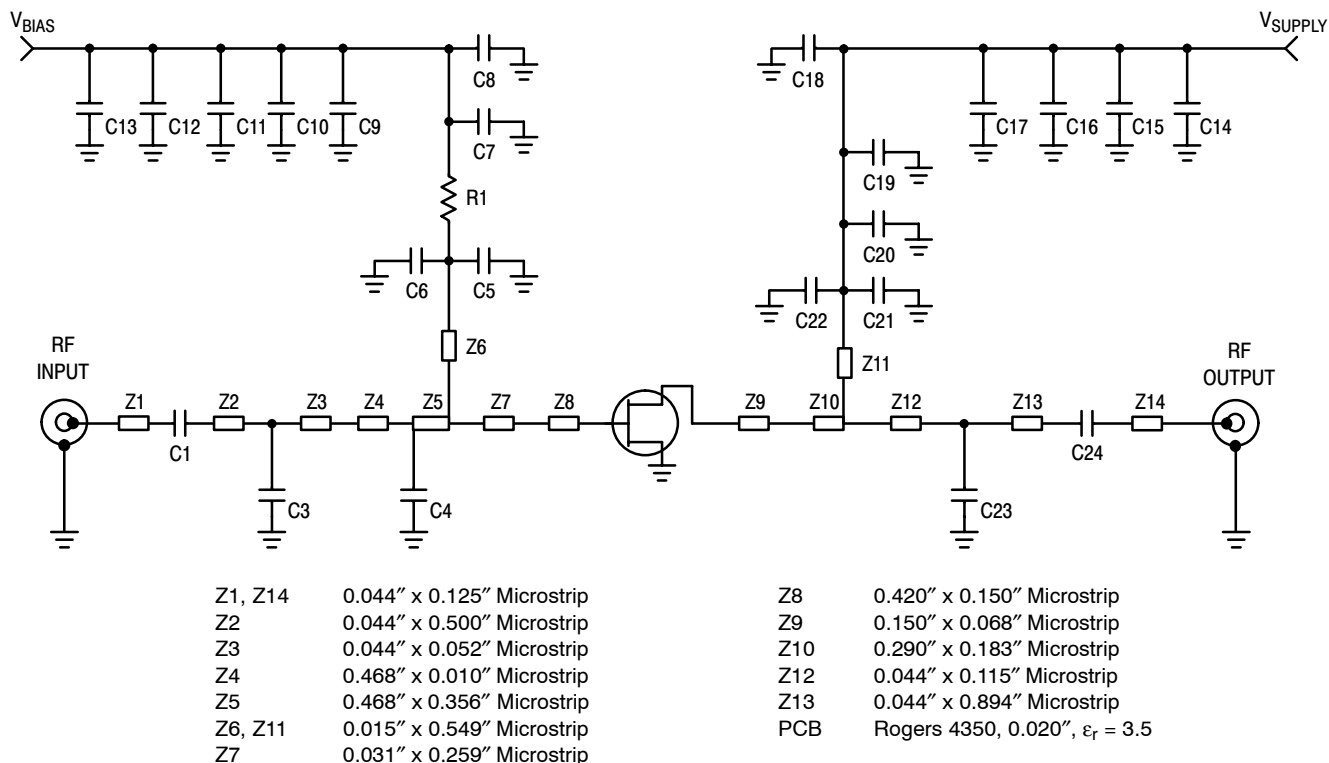 V_BIAS
V_SUPPLY
C8
C18
C13 C12 C11 C10 C9
C17 C16 C15 C14
C7
C19
R1
C20
C6 C5
C22 C21
Z6
Z11
RF
INPUT
RF
OUTPUT
Z1 Z2 Z3 Z4 Z5 Z7 Z8 Z9 Z10 Z12 Z13 Z14
C1
C24
C3 C4 C23
Z1, Z14 0.044″ x 0.125″ Microstrip
Z2 0.044″ x 0.500″ Microstrip
Z3 0.044″ x 0.052″ Microstrip
Z4 0.468″ x 0.010″ Microstrip
Z5 0.468″ x 0.356″ Microstrip
Z6, Z11 0.015″ x 0.549″ Microstrip
Z7 0.031″ x 0.259″ Microstrip
Z8 0.420″ x 0.150″ Microstrip
Z9 0.150″ x 0.068″ Microstrip
Z10 0.290″ x 0.183″ Microstrip
Z12 0.044″ x 0.115″ Microstrip
Z13 0.044″ x 0.894″ Microstrip
PCB Rogers 4350, 0.020″, εr = 3.5